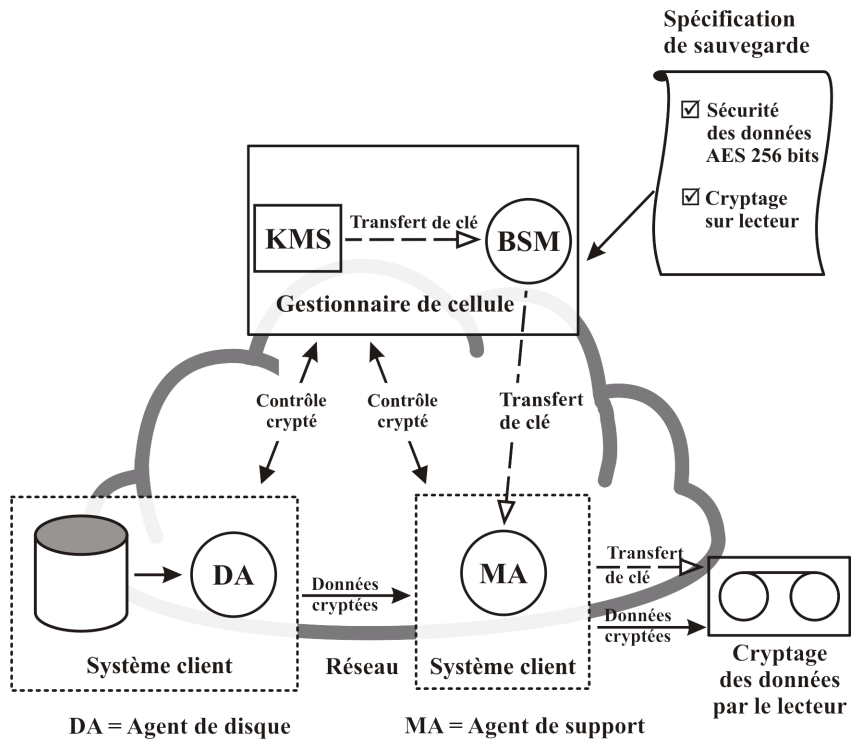 Spécification
de sauvegarde
Sécurité
des données
AES 256 bits
Cryptage
sur lecteur
KMS
Transfert de clé
BSM
Gestionnaire de cellule
Contrôle
crypté
Contrôle
crypté
Transfert
de clé
DA
Données
cryptées
MA
Transfert
de clé
Données
cryptées
Système client
Réseau
Système client
Cryptage
des données
par le lecteur
DA = Agent de disque
MA = Agent de support